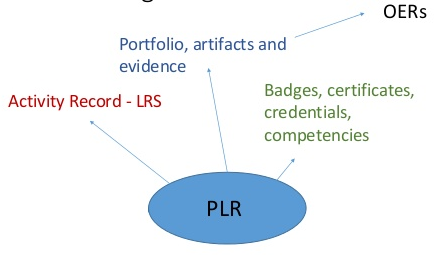 OERs
Portfolio, artifacts and
evidence
Badges, certificates,
credentials,
competencies
Activity Record - LRS
PLR